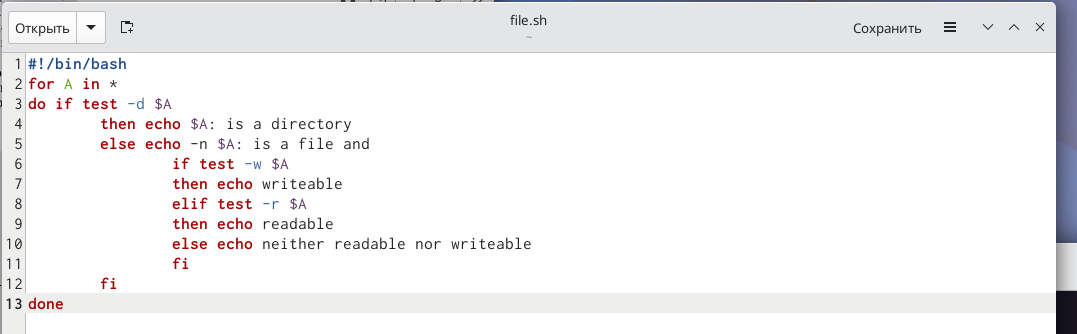 file.sh
Открыть
Сохранить
~
1 #!/bin/bash
2 for A in *
3 do if test -d $A
4 then echo $A: is a directory
5 else echo -n $A: is a file and
6 if test -w $A
7 then echo writeable
8 elif test -r $A
9 then echo readable
10 else echo neither readable nor writeable
11 fi
12 fi
13 done